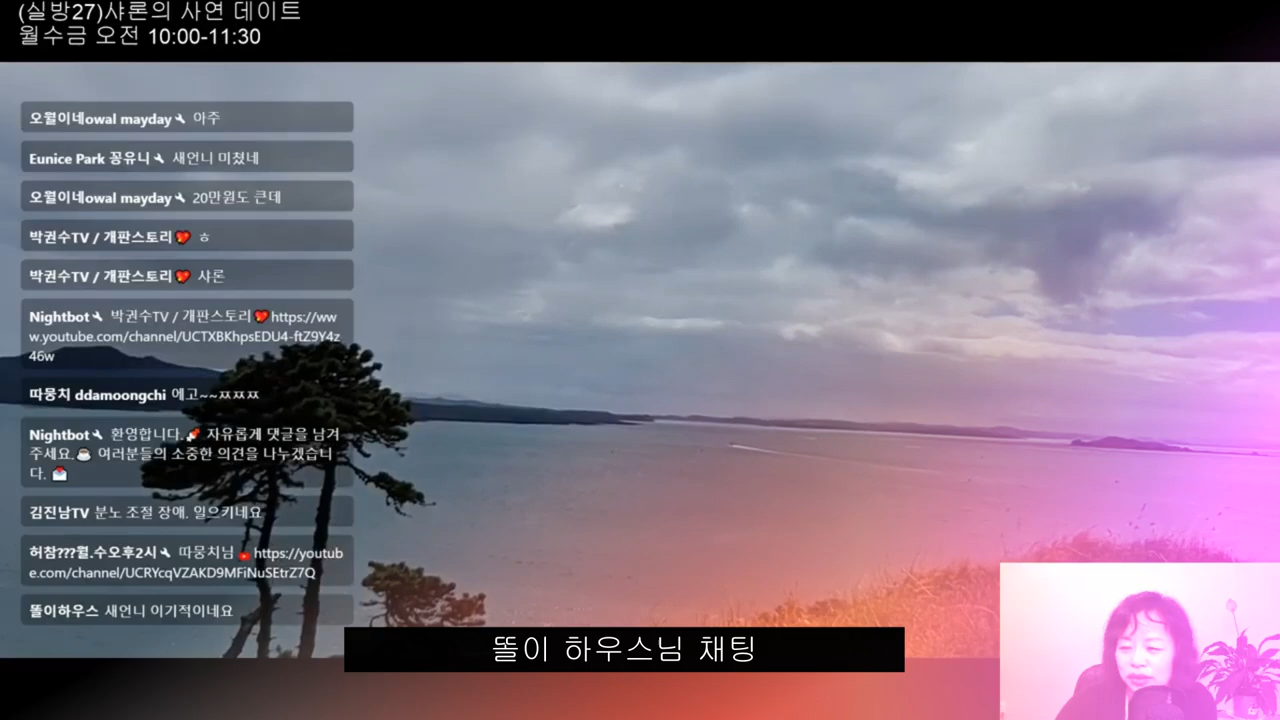 (실방27)샤론의 사연 데이트
월수금 오전 10:00-11:30
오월이네owal mayday 아주
Eunice Park 꽁유니 새언니 미쳤네
오월이네owal mayday 20만원도 큰데
박권수TV / 개판스토리 ㅎ
박권수TV / 개판스토리 샤론
Nightbot 박권수TV / 개판스토리 https://ww
w.youtube.com/channel/UCTXBKhpsEDU4-ftZ9Y4z
46w
따뭉치 ddamoongchi 에고~~ㅉㅉㅉ
Nightbot 환영합니다. 자유롭게 댓글을 남겨
주세요. 여러분들의 소중한 의견을 나누겠습니
다.
김진남TV 분노 조절 장애. 일으키네요
허참???월.수오후2시 따뭉치님 https://youtub
e.com/channel/UCRYcqVZAKD9MFiNuSEtrZ7Q
똘이하우스 새언니 이기적이네요
똘이 하우스님 채팅